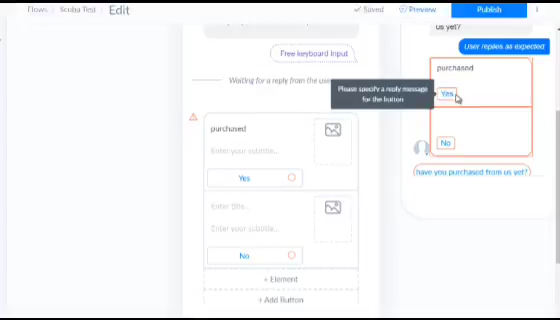 Flows
Scuba Test
Edit
Saved
Preview
Publish
us yet?
Free keyboard input
User replies as expected
Waiting for a reply from the user
purchased
Please specify a reply message
for the button
Yes
purchased
Enter your subtitle...
Yes
No
have you purchased from us yet?
Enter title...
Enter your subtitle...
No
+ Element
+ Add Button